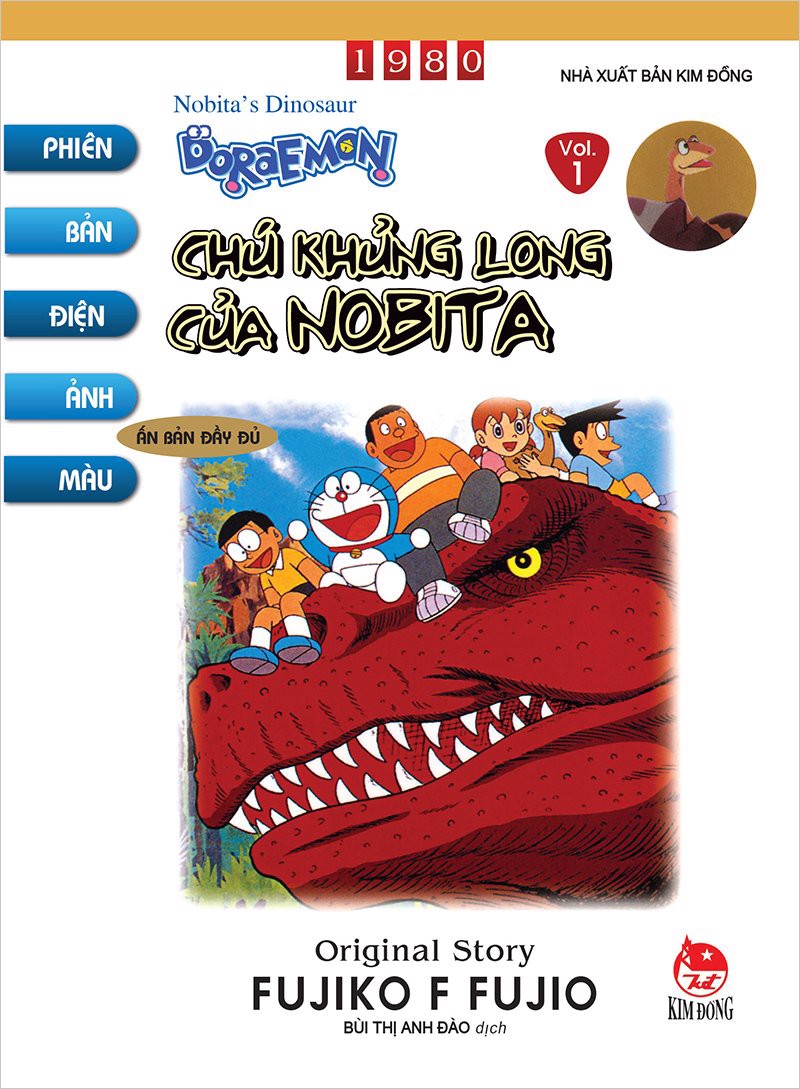 1980
NHÀ XUẤT BẢN KIM ĐỒNG
Nobita's Dinosaur
DORAEMON
Vol.
1
CHÚ KHỦNG LONG
CỦA NOBITA
PHIÊN
BẢN
ĐIỆN
ẢNH
MÀU
ẤN BẢN ĐẦY ĐỦ
Original Story
FUJIKO F FUJIO
BÙI THỊ ANH ĐÀO dịch
KIM ĐỒNG